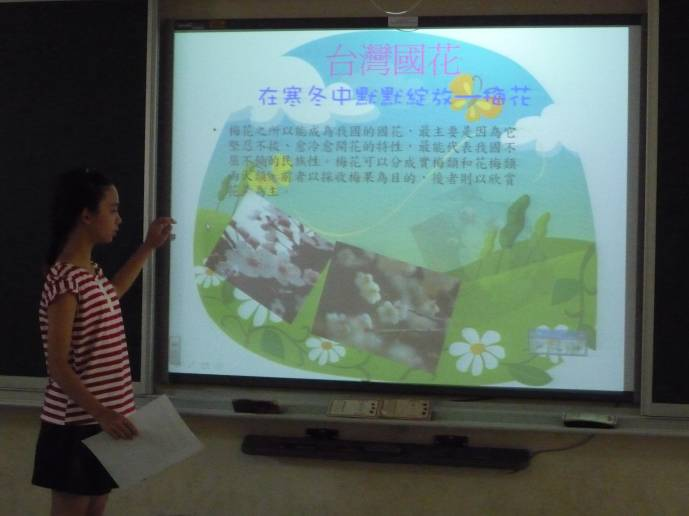 台灣國花
在寒冬中默默綻放—梅花
• 梅花之所以能成為我國的國花，最主要是因為它
堅忍不拔、愈冷愈開花的特性，最能代表我國不
屈不撓的民族性。梅花可以分成賞梅類和花梅類
兩大類，前者以採收梅果為目的，後者則以欣賞
花為主。